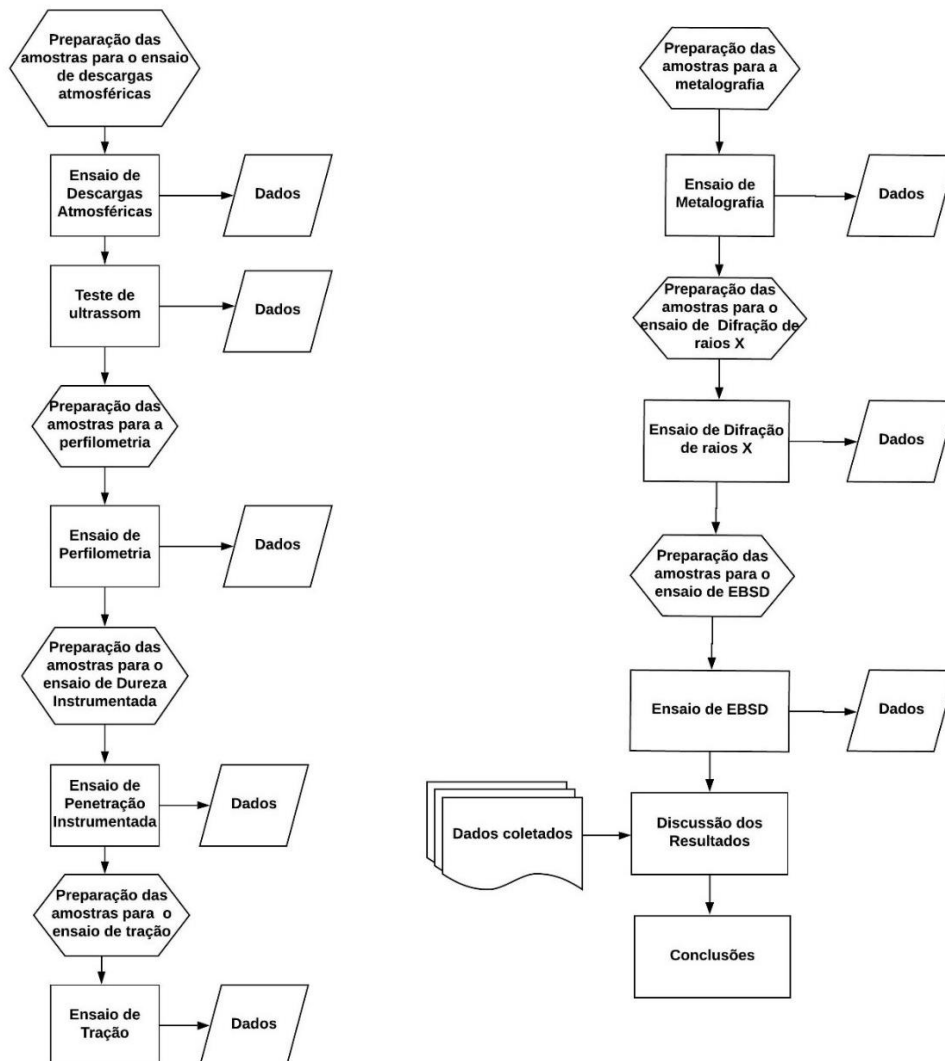 Preparação das
amostras para o ensaio
de descargas
atmosféricas
Ensaio de
Descargas
Atmosféricas
Dados
Teste de
ultrassom
Dados
Preparação das
amostras para a
perfilometria
Ensaio de
Perfilometria
Dados
Preparação das
amostras para o
ensaio de Dureza
Instrumentada
Ensaio de
Penetração
Instrumentada
Dados
Preparação das
amostras para o
ensaio de tração
Ensaio de
Tração
Dados
Preparação das
amostras para a
metalografia
Ensaio de
Metalografia
Dados
Preparação das
amostras para o
ensaio de Difração de
raios X
Ensaio de Difração
de raios X
Dados
Preparação das
amostras para o
ensaio de EBSD
Ensaio de EBSD
Dados
Dados coletados
Discussão dos
Resultados
Conclusões